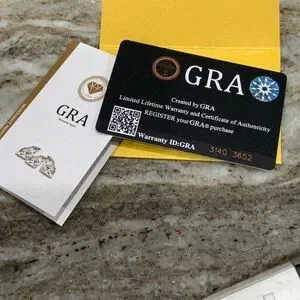 GRA
Created by GRA
Limited Lifetime Warranty and Certificate of Authenticity
REGISTER your GRA® purchase
Warranty ID:GRA
3140 3652
GRA